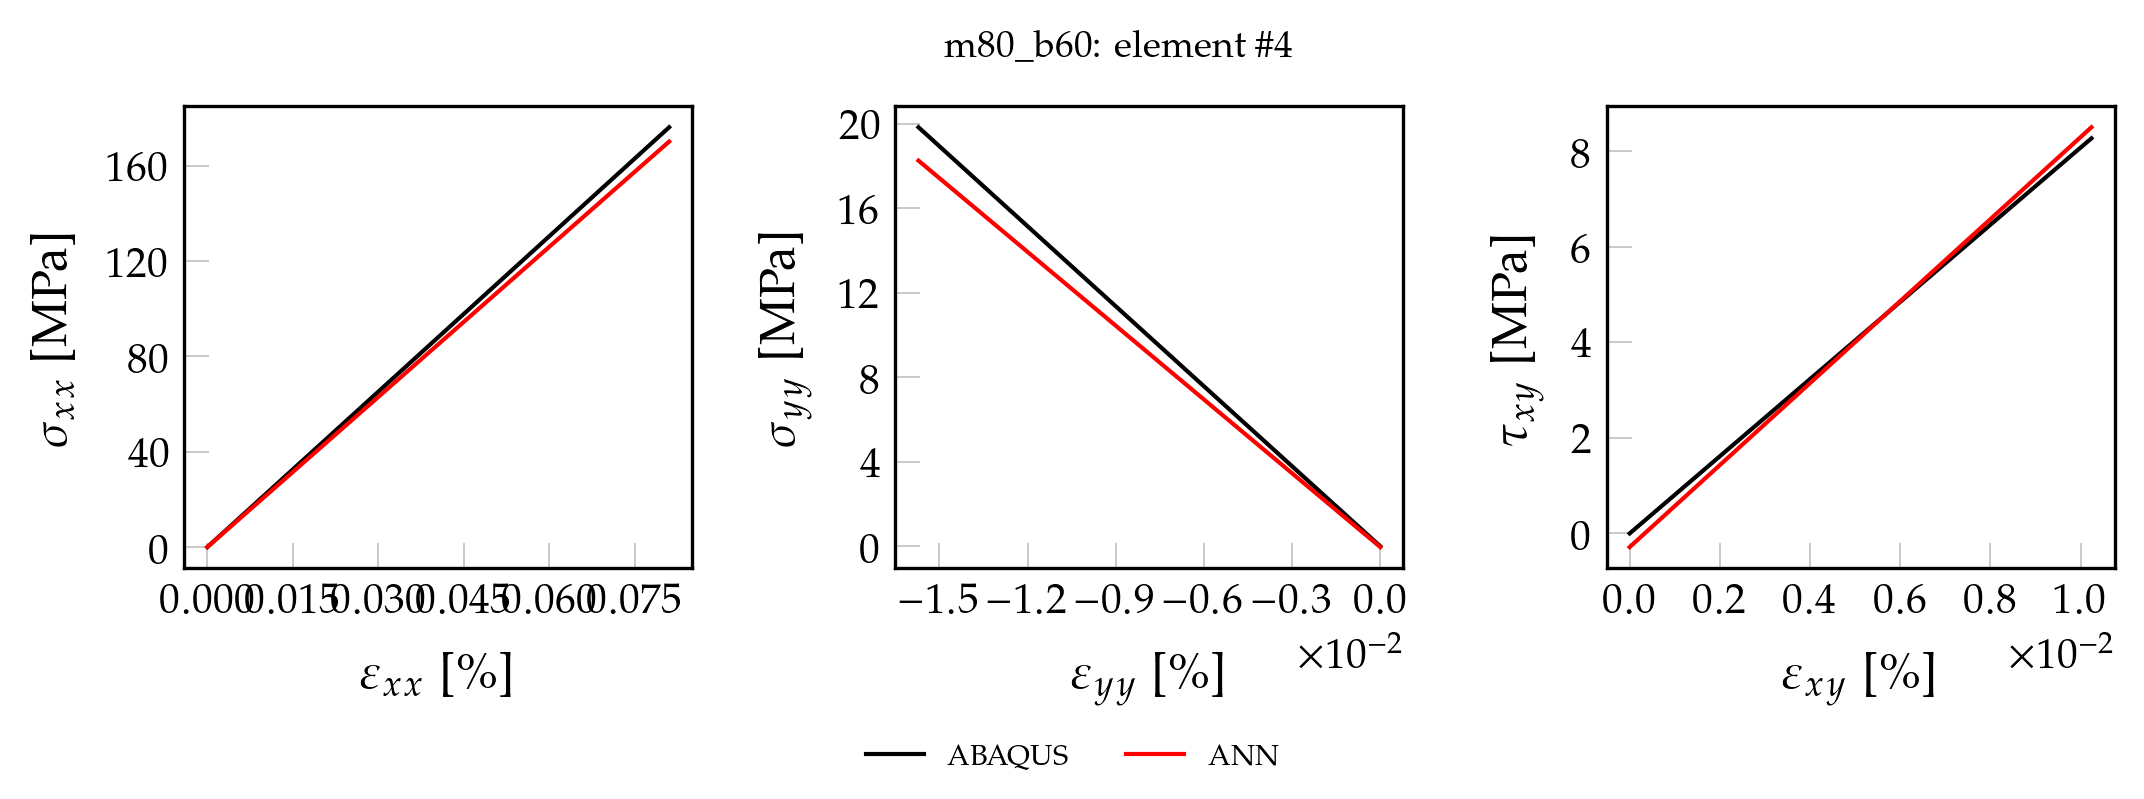 m80_b60: element #4
160
120
80
40
0
σxx [MPa]
0.000 0.015 0.030 0.045 0.060 0.075
εxx [%]
20
16
12
8
4
0
σyy [MPa]
−1.5 −1.2 −0.9 −0.6 −0.3 0.0
×10−2
εyy [%]
8
6
4
2
0
τxy [MPa]
0.0 0.2 0.4 0.6 0.8 1.0
×10−2
εxy [%]
ABAQUS ANN